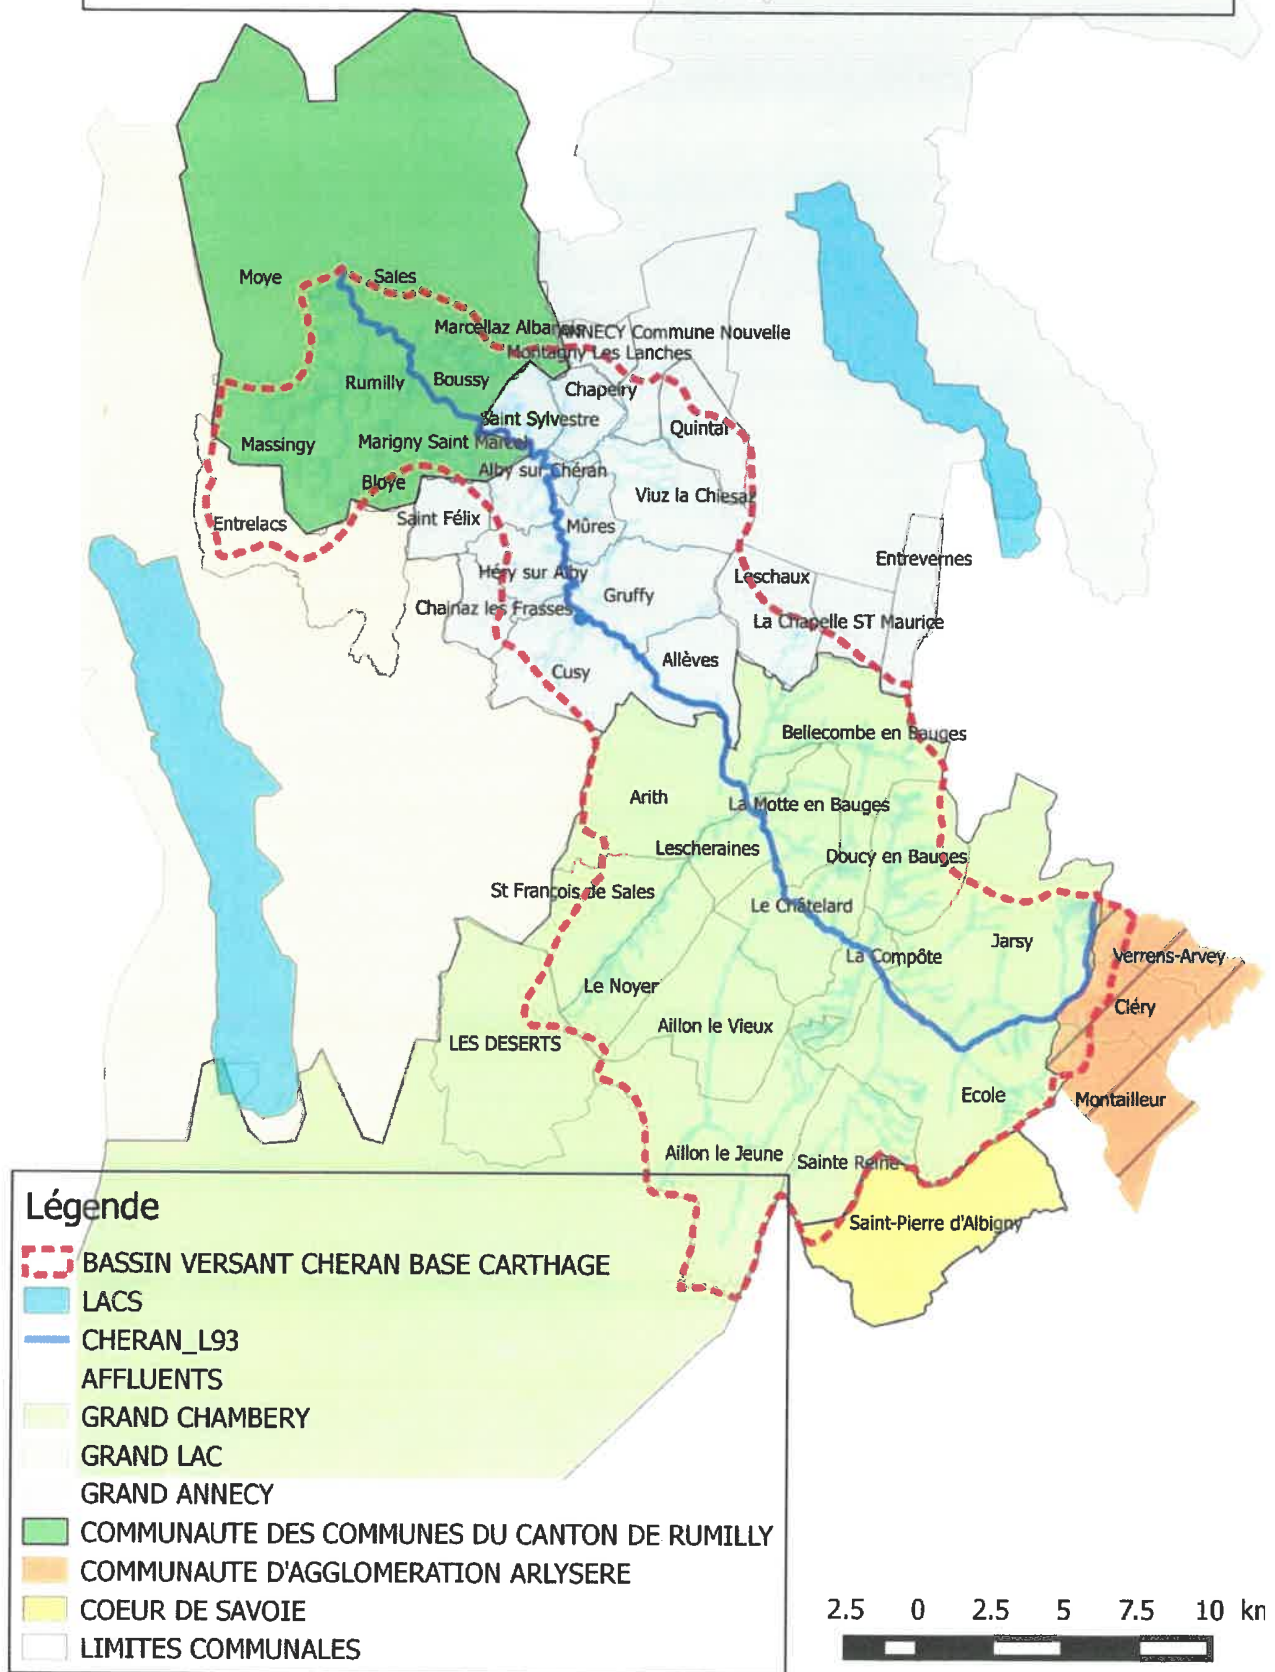 Moye
Sales
Marcellaz Albanais
ANNECY Commune Nouvelle
Montagny Les Lanches
Rumilly
Boussy
Chapeiry
Saint Sylvestre
Quintal
Massingy
Marigny Saint Marcel
Alby sur Chéran
Bloye
Viuz la Chiesaz
Entrelacs
Saint Félix
Mûres
Entrevernes
Héry sur Alby
Leschaux
Chainaz les Frasses
Gruffy
La Chapelle ST Maurice
Cusy
Allèves
Bellecombe en Bauges
Arith
La Motte en Bauges
Lescheraines
Doucy en Bauges
St François de Sales
Le Châtelard
Jarsy
La Compôte
Verrens-Arvey
Le Noyer
Cléry
Aillon le Vieux
LES DESERTS
Ecole
Montailleur
Aillon le Jeune
Sainte Reine
Saint-Pierre d'Albigny
Légende
BASSIN VERSANT CHERAN BASE CARTHAGE
LACS
CHERAN_L93
AFFLUENTS
GRAND CHAMBERY
GRAND LAC
GRAND ANNECY
COMMUNAUTE DES COMMUNES DU CANTON DE RUMILLY
COMMUNAUTE D'AGGLOMERATION ARLYSERE
COEUR DE SAVOIE
LIMITES COMMUNALES
2.5 0 2.5 5 7.5 10 km